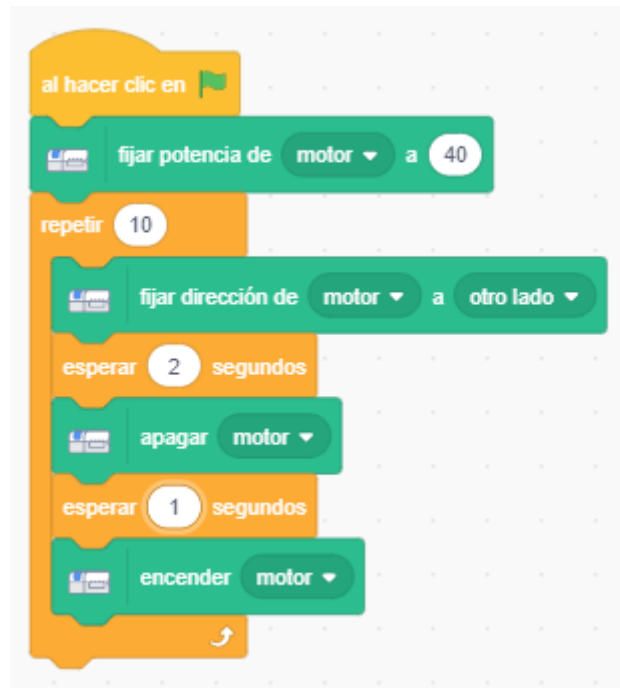 al hacer clic en
fijar potencia de motor a 40
repetir 10
fijar dirección de motor a otro lado
esperar 2 segundos
apagar motor
esperar 1 segundos
encender motor